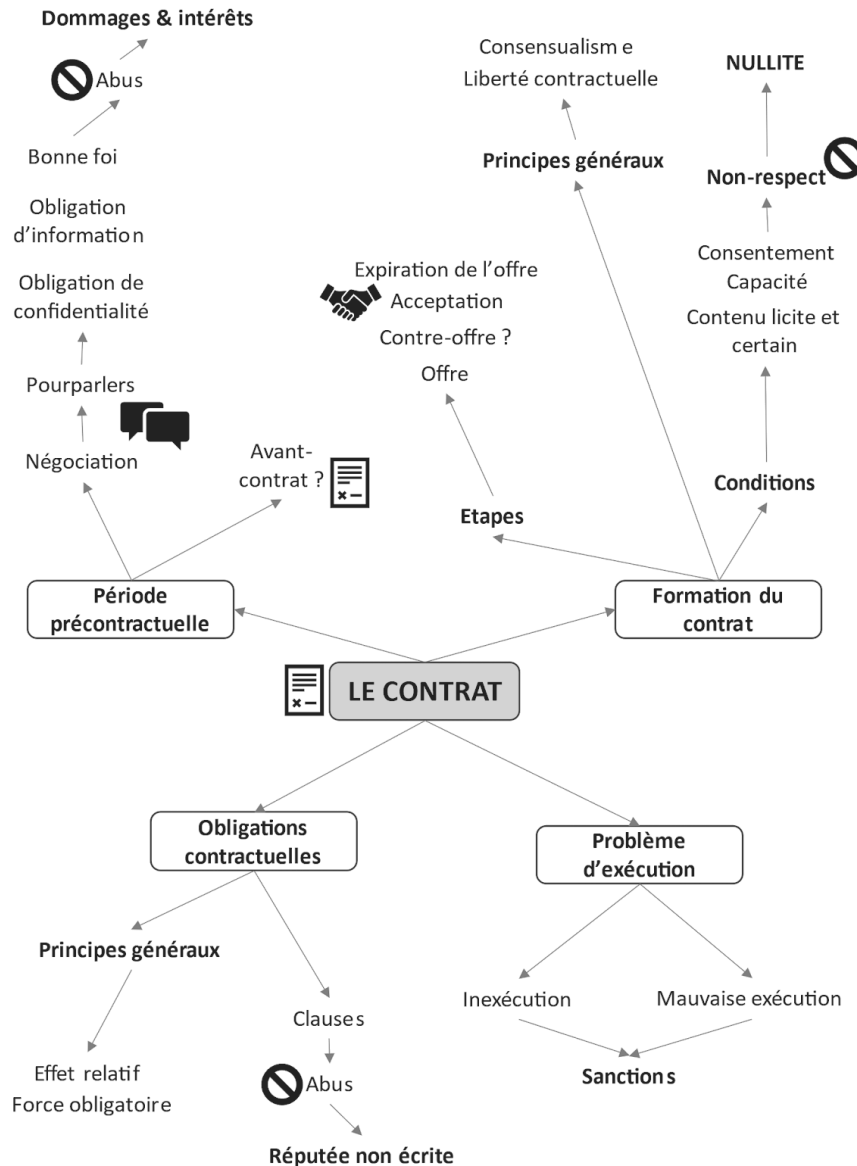 Dommages & intérêts
Abus
Bonne foi
Obligation
d’information
Obligation de
confidentialité
Pourparlers
Négociation
Avant-
contrat ?
Période
précontractuelle
Consensualism e
Liberté contractuelle
Principes généraux
NULLITE
Non-respect
Consentement
Capacité
Contenu licite et
certain
Conditions
Expiration de l’offre
Acceptation
Contre-offre ?
Offre
Etapes
Formation du
contrat
LE CONTRAT
Obligations
contractuelles
Principes généraux
Effet relatif
Force obligatoire
Clauses
Abus
Réputée non écrite
Problème
d’exécution
Inexécution
Mauvaise exécution
Sanctions